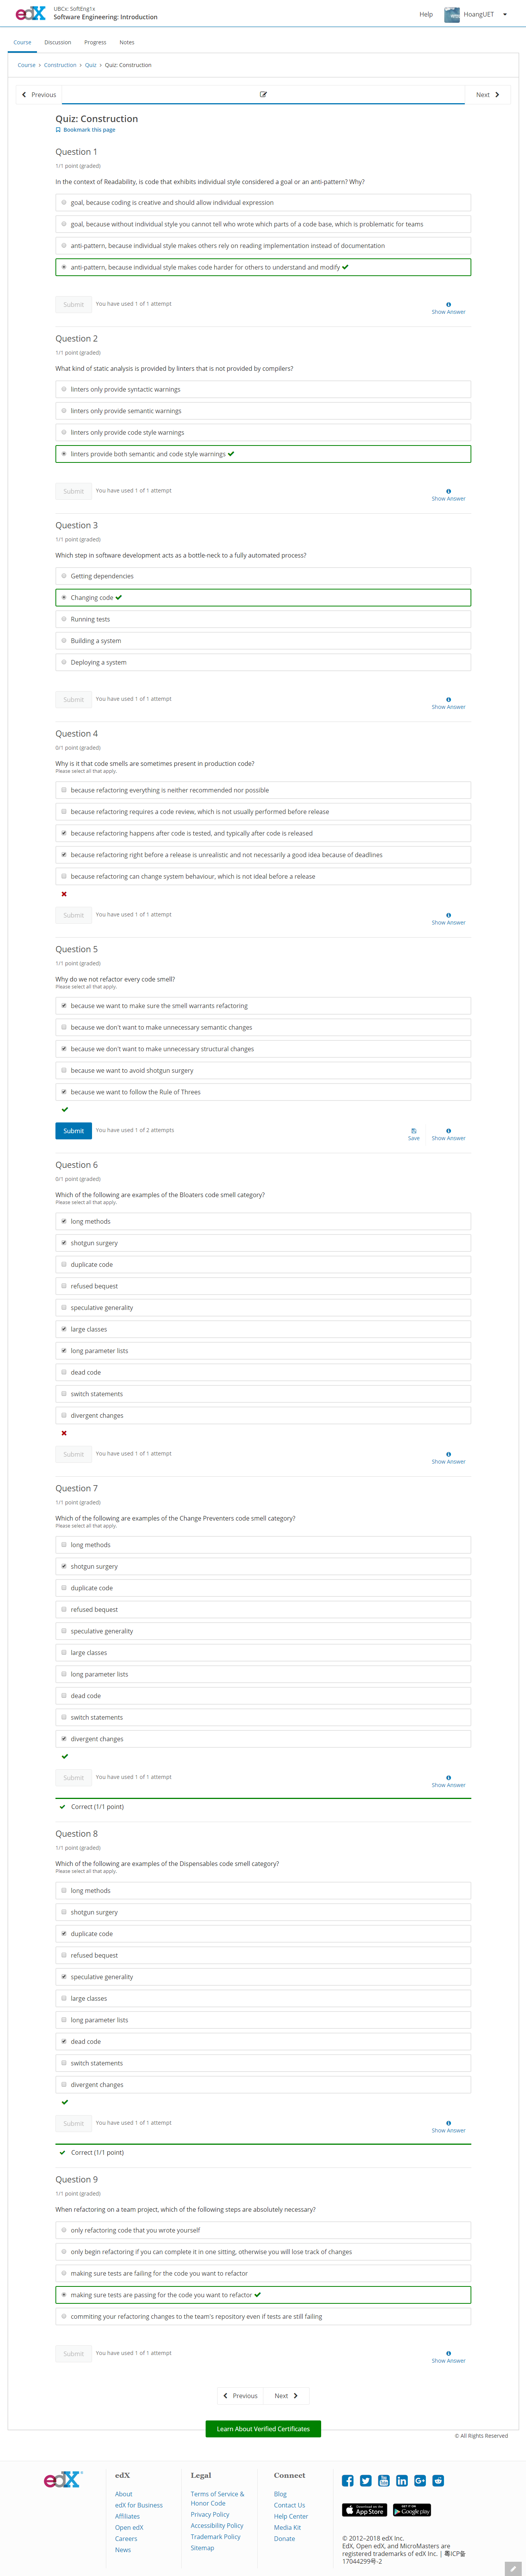 edX
UBCx: SoftEng1x
Software Engineering: Introduction
Help
HoangUET
Course
Discussion
Progress
Notes
Course > Construction > Quiz > Quiz: Construction
Previous
Next
Quiz: Construction
Bookmark this page
Question 1
1/1 point (graded)
In the context of Readability, is code that exhibits individual style considered a goal or an anti-pattern? Why?
goal, because coding is creative and should allow individual expression
goal, because without individual style you cannot tell who wrote which parts of a code base, which is problematic for teams
anti-pattern, because individual style makes others rely on reading implementation instead of documentation
anti-pattern, because individual style makes code harder for others to understand and modify
Submit
You have used 1 of 1 attempt
Show Answer
Question 2
1/1 point (graded)
What kind of static analysis is provided by linters that is not provided by compilers?
linters only provide syntactic warnings
linters only provide semantic warnings
linters only provide code style warnings
linters provide both semantic and code style warnings
Submit
You have used 1 of 1 attempt
Show Answer
Question 3
1/1 point (graded)
Which step in software development acts as a bottle-neck to a fully automated process?
Getting dependencies
Changing code
Running tests
Building a system
Deploying a system
Submit
You have used 1 of 1 attempt
Show Answer
Question 4
0/1 point (graded)
Why is it that code smells are sometimes present in production code?
Please select all that apply.
because refactoring everything is neither recommended nor possible
because refactoring requires a code review, which is not usually performed before release
because refactoring happens after code is tested, and typically after code is released
because refactoring right before a release is unrealistic and not necessarily a good idea because of deadlines
because refactoring can change system behaviour, which is not ideal before a release
Submit
You have used 1 of 1 attempt
Show Answer
Question 5
1/1 point (graded)
Why do we not refactor every code smell?
Please select all that apply.
because we want to make sure the smell warrants refactoring
because we don't want to make unnecessary semantic changes
because we don't want to make unnecessary structural changes
because we want to avoid shotgun surgery
because we want to follow the Rule of Threes
Submit
You have used 1 of 2 attempts
Save
Show Answer
Question 6
0/1 point (graded)
Which of the following are examples of the Bloaters code smell category?
Please select all that apply.
long methods
shotgun surgery
duplicate code
refused bequest
speculative generality
large classes
long parameter lists
dead code
switch statements
divergent changes
Submit
You have used 1 of 1 attempt
Show Answer
Question 7
1/1 point (graded)
Which of the following are examples of the Change Preventers code smell category?
Please select all that apply.
long methods
shotgun surgery
duplicate code
refused bequest
speculative generality
large classes
long parameter lists
dead code
switch statements
divergent changes
Submit
You have used 1 of 1 attempt
Show Answer
Correct (1/1 point)
Question 8
1/1 point (graded)
Which of the following are examples of the Dispensables code smell category?
Please select all that apply.
long methods
shotgun surgery
duplicate code
refused bequest
speculative generality
large classes
long parameter lists
dead code
switch statements
divergent changes
Submit
You have used 1 of 1 attempt
Show Answer
Correct (1/1 point)
Question 9
1/1 point (graded)
When refactoring on a team project, which of the following steps are absolutely necessary?
only refactoring code that you wrote yourself
only begin refactoring if you can complete it in one sitting, otherwise you will lose track of changes
making sure tests are failing for the code you want to refactor
making sure tests are passing for the code you want to refactor
commiting your refactoring changes to the team's repository even if tests are still failing
Submit
You have used 1 of 1 attempt
Show Answer
Previous
Next
Learn About Verified Certificates
© All Rights Reserved
edX
edX
About
edX for Business
Affiliates
Open edX
Careers
News
Legal
Terms of Service &
Honor Code
Privacy Policy
Accessibility Policy
Trademark Policy
Sitemap
Connect
Blog
Contact Us
Help Center
Media Kit
Donate
App Store
Google play
© 2012–2018 edX Inc.
EdX, Open edX, and MicroMasters are
registered trademarks of edX Inc. | 粤ICP备
17044299号-2